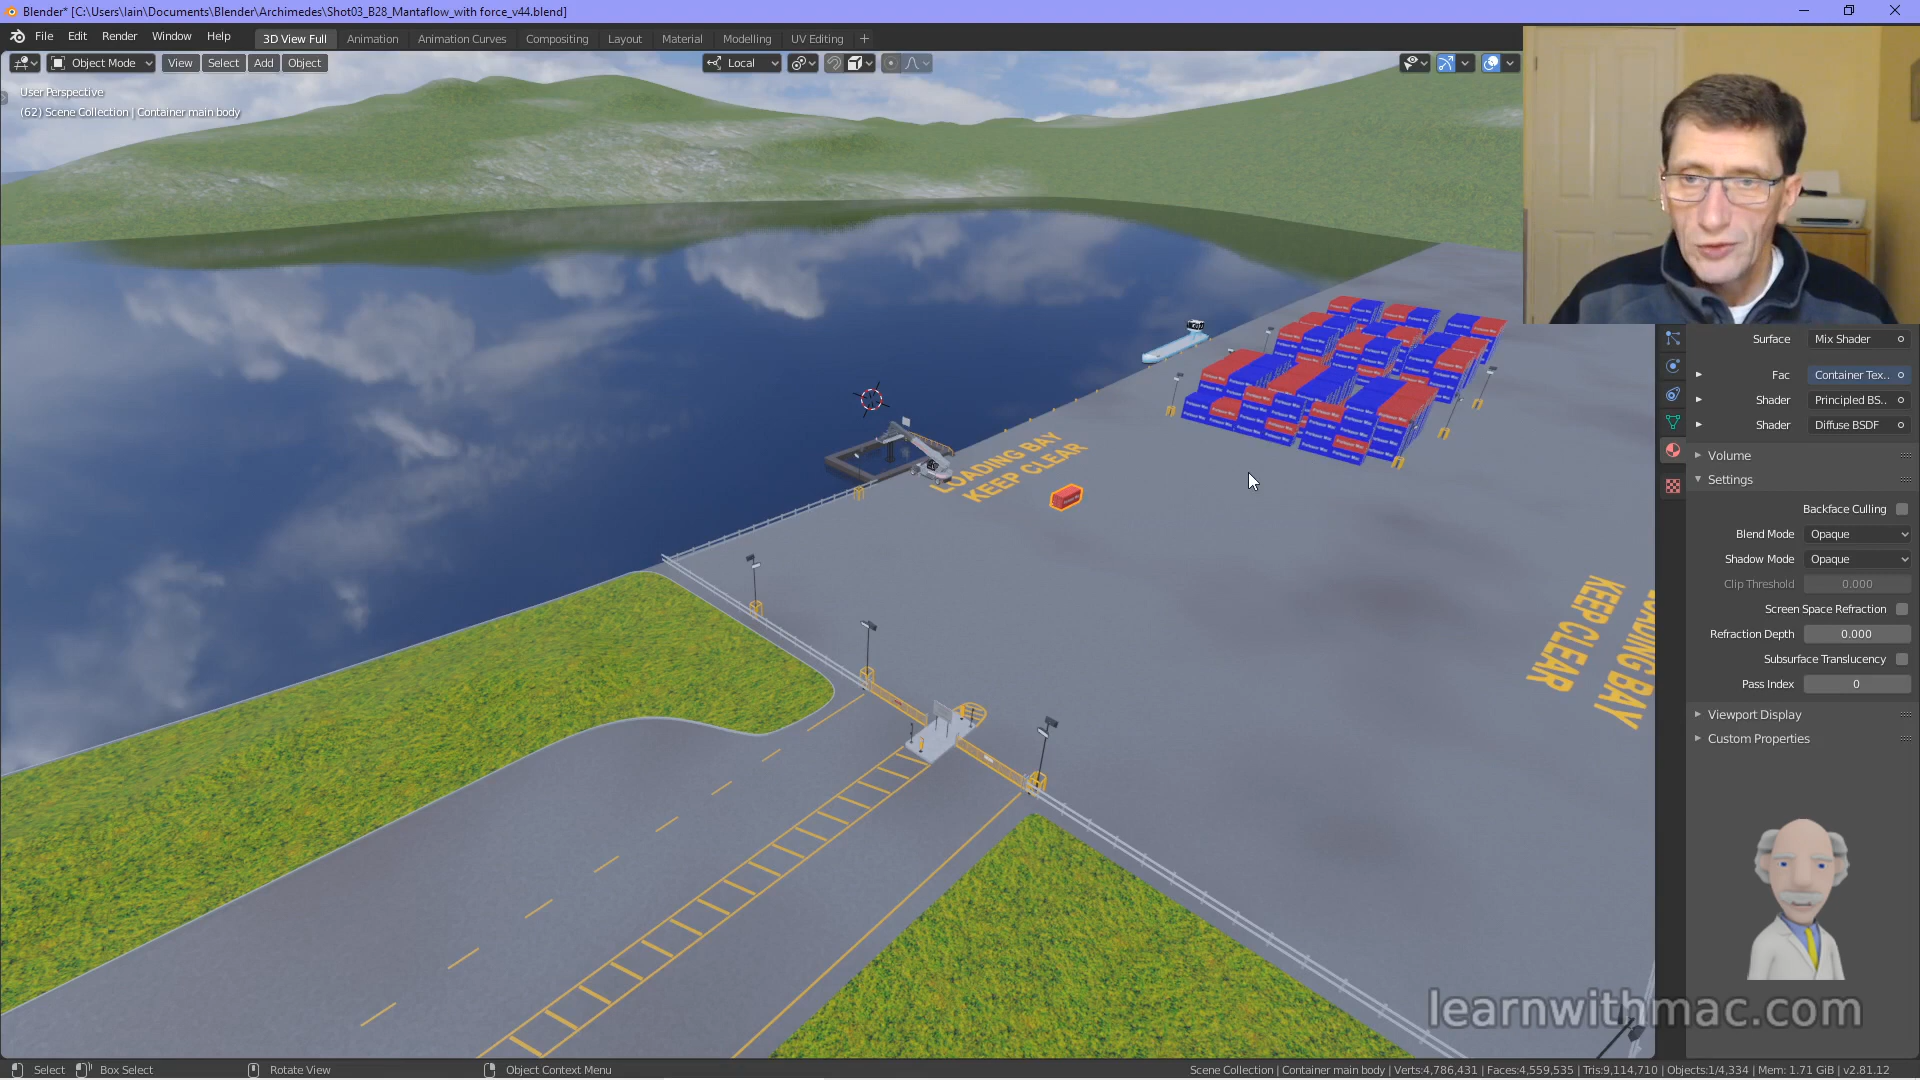 Blender* [C:\Users\Iain\Documents\Blender\Archimedes\Shot03_B28_Mantaflow_with force_v44.blend]
File Edit Render Window Help 3D View Full Animation Animation Curves Compositing Layout Material Modelling UV Editing +
Object Mode View Select Add Object Local
User Perspective
(62) Scene Collection | Container main body
Surface Mix Shader
Fac Container Tex..
Shader Principled BS..
Shader Diffuse BSDF
Volume
Settings
Backface Culling
Blend Mode Opaque
Shadow Mode Opaque
Clip Threshold 0.000
Screen Space Refraction
Refraction Depth 0.000
Subsurface Translucency
Pass Index 0
Viewport Display
Custom Properties
LOADING BAY
KEEP CLEAR
LOADING BAY
KEEP CLEAR
learnwithmac.com
Select Box Select Rotate View Object Context Menu Scene Collection | Container main body | Verts:4,786,431 | Faces:4,559,535 | Tris:9,114,710 | Objects:1/4,334 | Mem: 1.71 GiB | v2.81.12